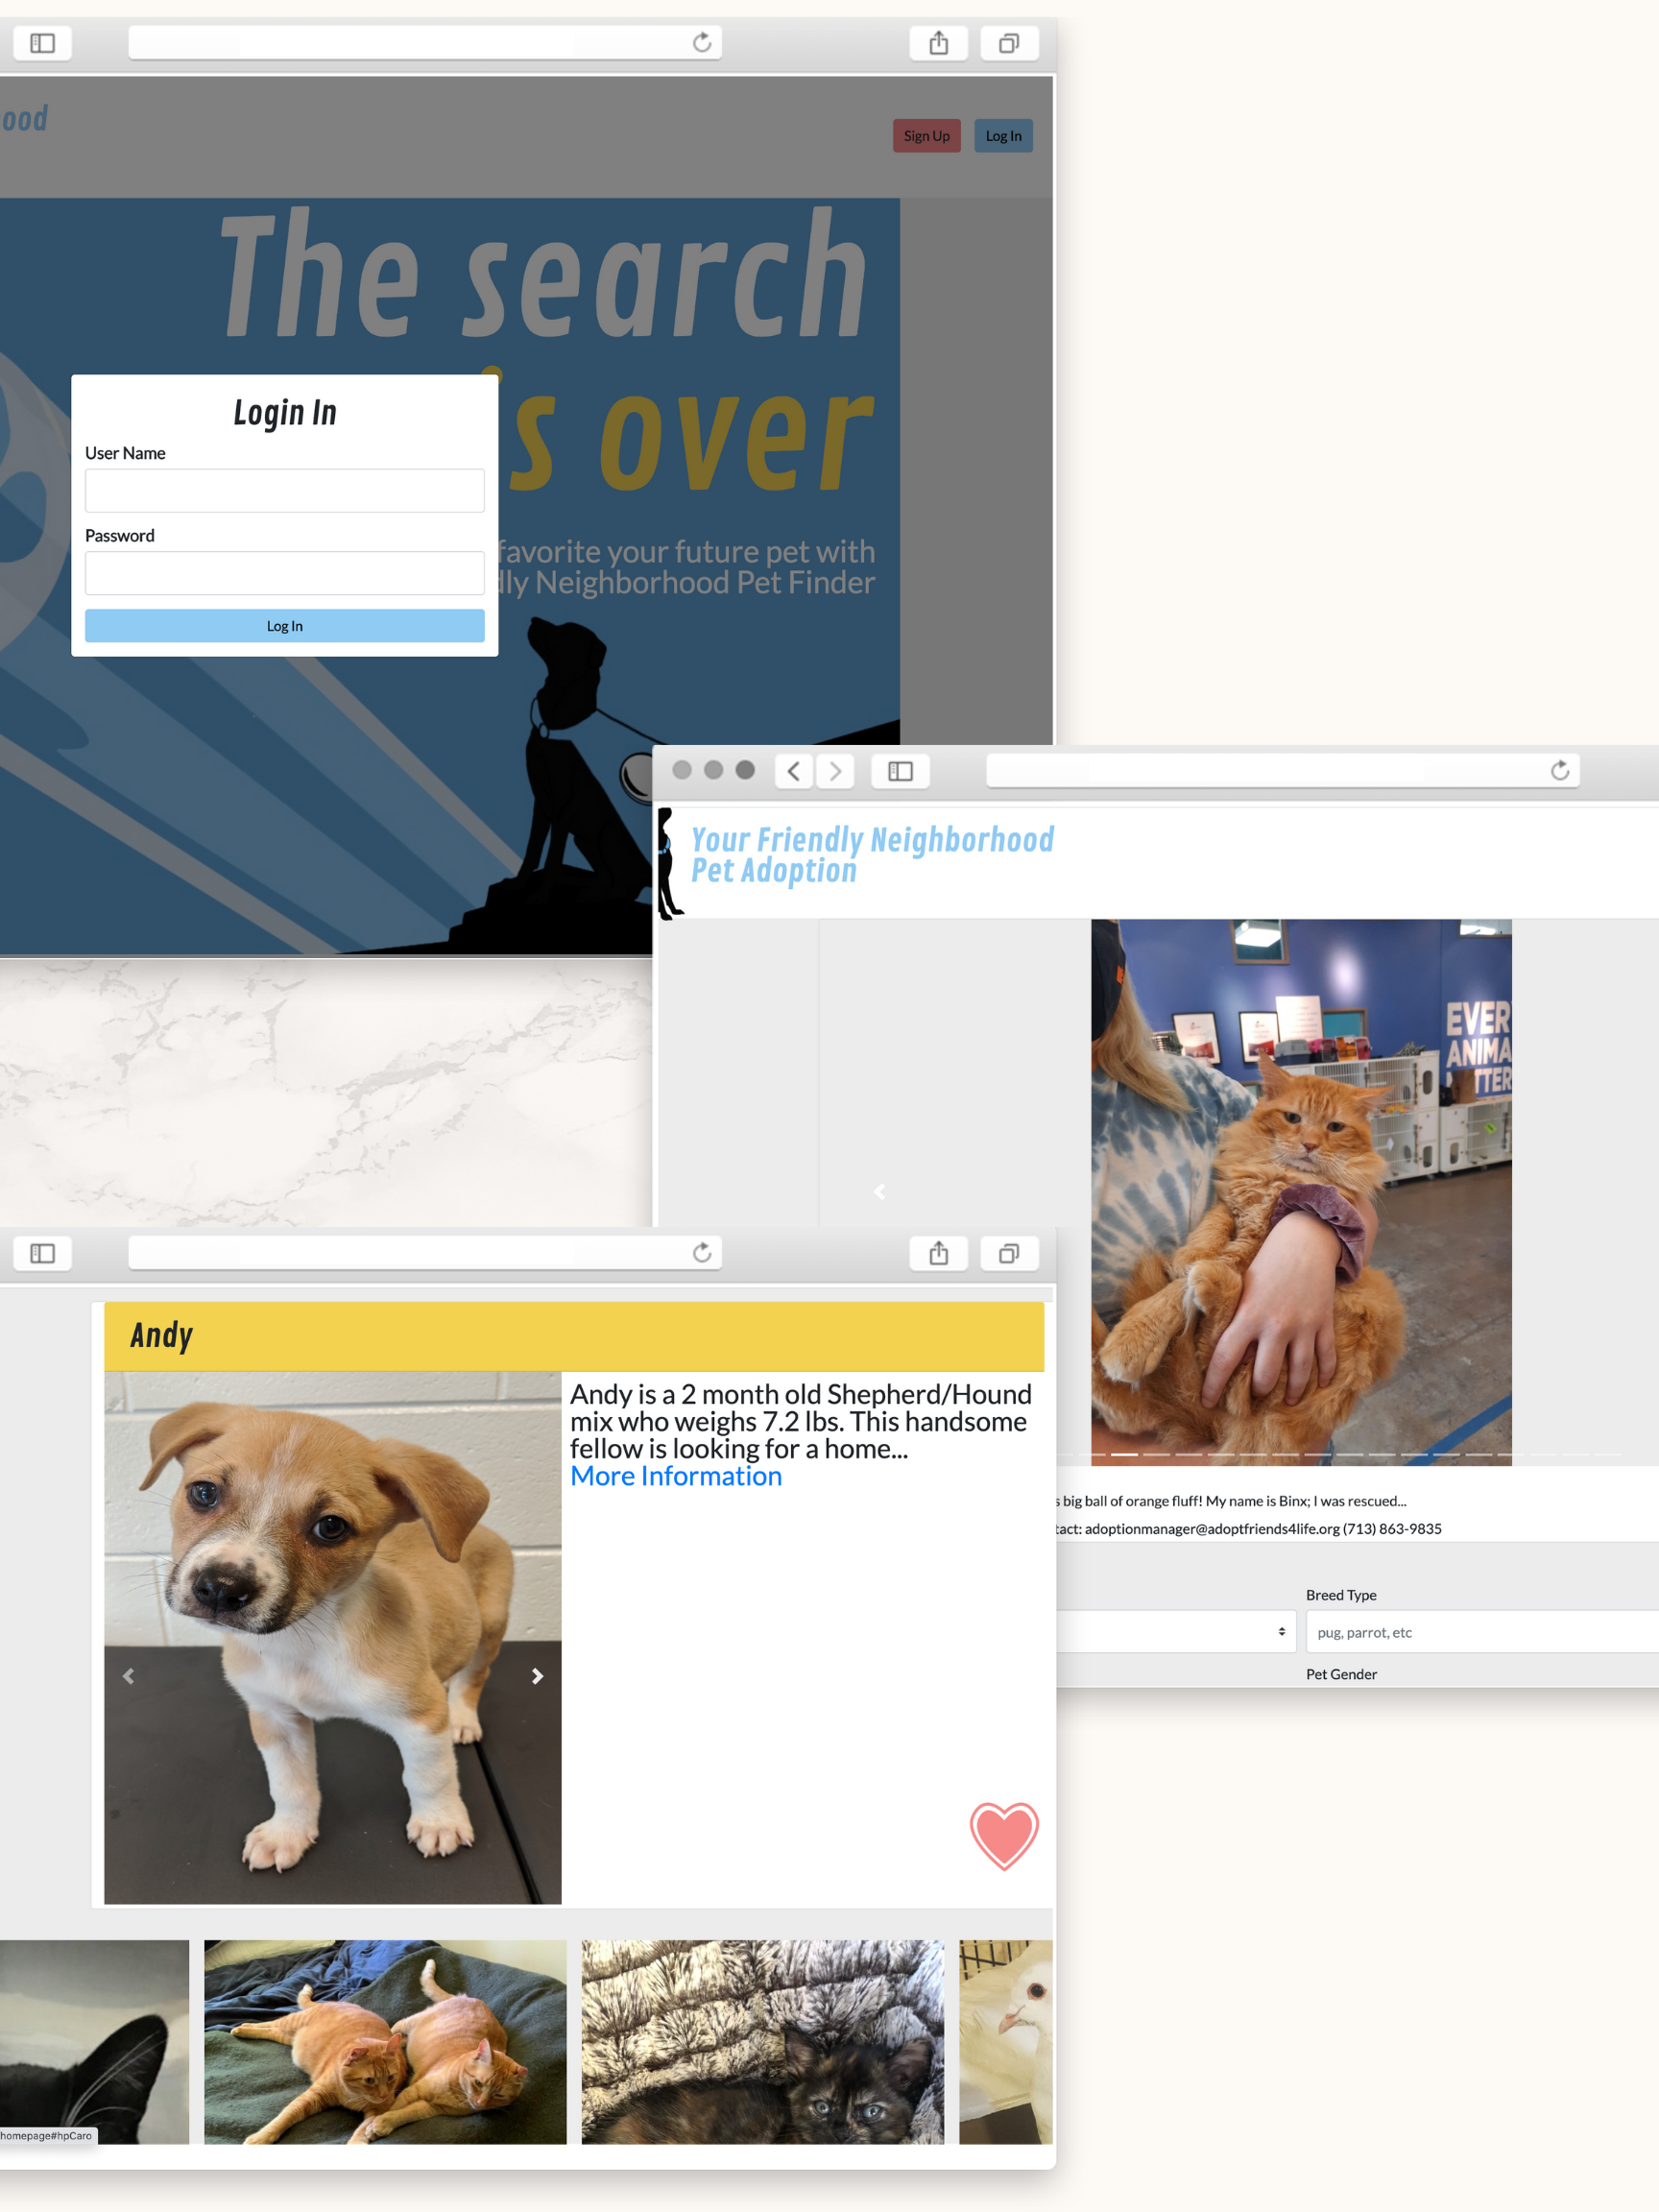 ood
Sign Up
Log In
The search
is over
Login In
User Name
Password
Log In
favorite your future pet with
Neighborhood Pet Finder
Your Friendly Neighborhood
Pet Adoption
EVER
ANIMA
TTER
s big ball of orange fluff! My name is Binx; I was rescued...
tact: adoptionmanager@adoptfriends4life.org (713) 863-9835
Breed Type
pug, parrot, etc
Pet Gender
Andy
Andy is a 2 month old Shepherd/Hound
mix who weighs 7.2 lbs. This handsome
fellow is looking for a home...
More Information
homepage#hpCaro